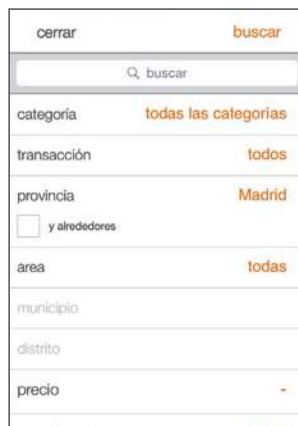 cerrar buscar
buscar
categoría todas las categorías
transacción todos
provincia Madrid
y alrededores
area todas
municipio
distrito
precio -